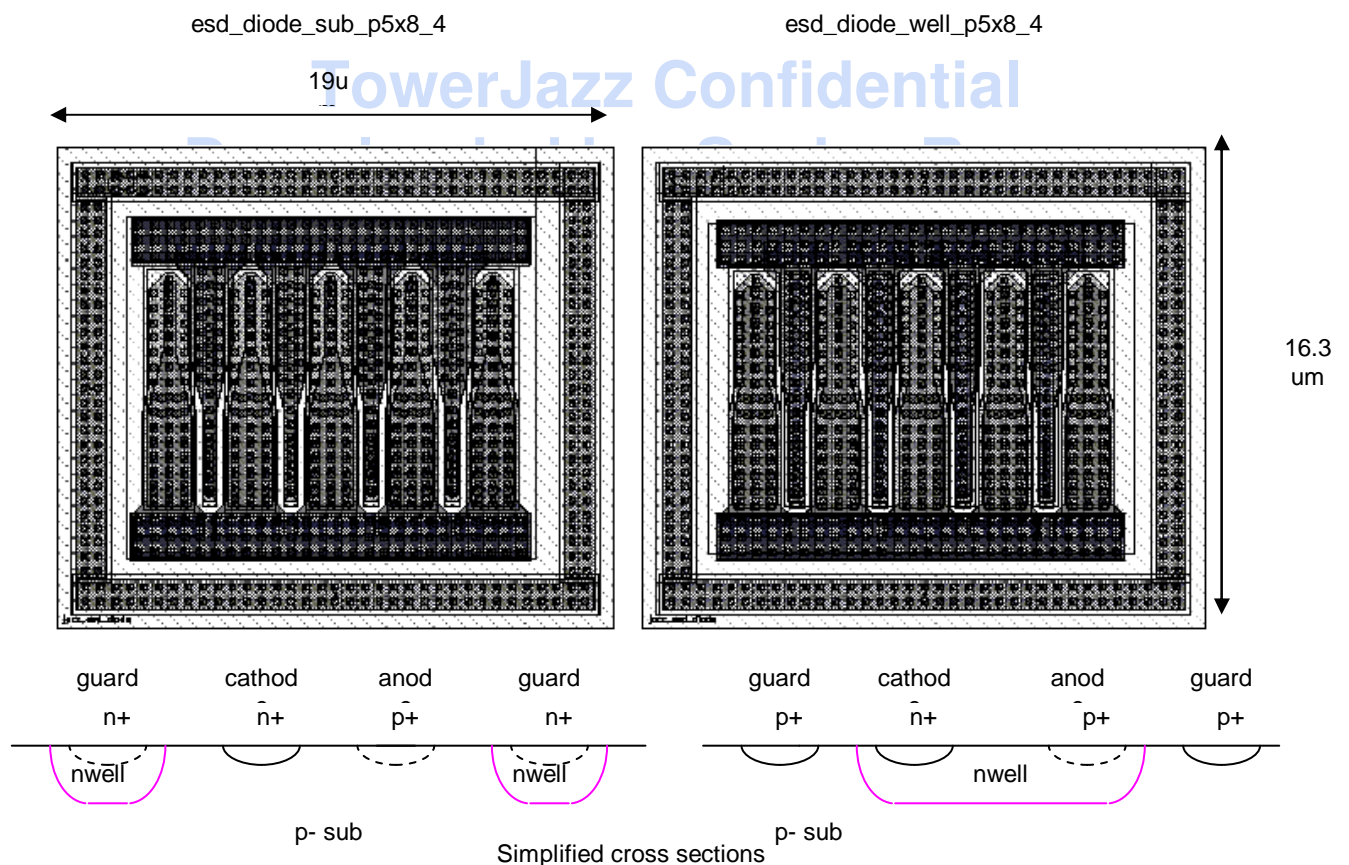 esd_diode_sub_p5x8_4
esd_diode_well_p5x8_4
TowerJazz Confidential
19u
16.3
um
guard
cathod
anod
guard
guard
cathod
anod
guard
n+
n+
p+
n+
p+
n+
p+
p+
nwell
nwell
nwell
p- sub
p- sub
Simplified cross sections